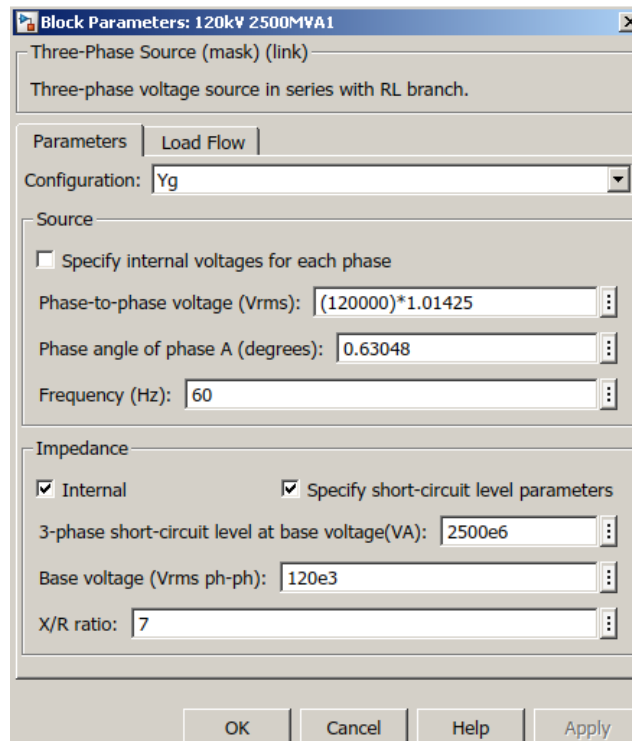 Block Parameters: 120kV 2500MVA1
Three-Phase Source (mask) (link)
Three-phase voltage source in series with RL branch.
Parameters Load Flow
Configuration: Yg
Source
Specify internal voltages for each phase
Phase-to-phase voltage (Vrms): (120000)*1.01425
Phase angle of phase A (degrees): 0.63048
Frequency (Hz): 60
Impedance
Internal Specify short-circuit level parameters
3-phase short-circuit level at base voltage(VA): 2500e6
Base voltage (Vrms ph-ph): 120e3
X/R ratio: 7
OK Cancel Help Apply